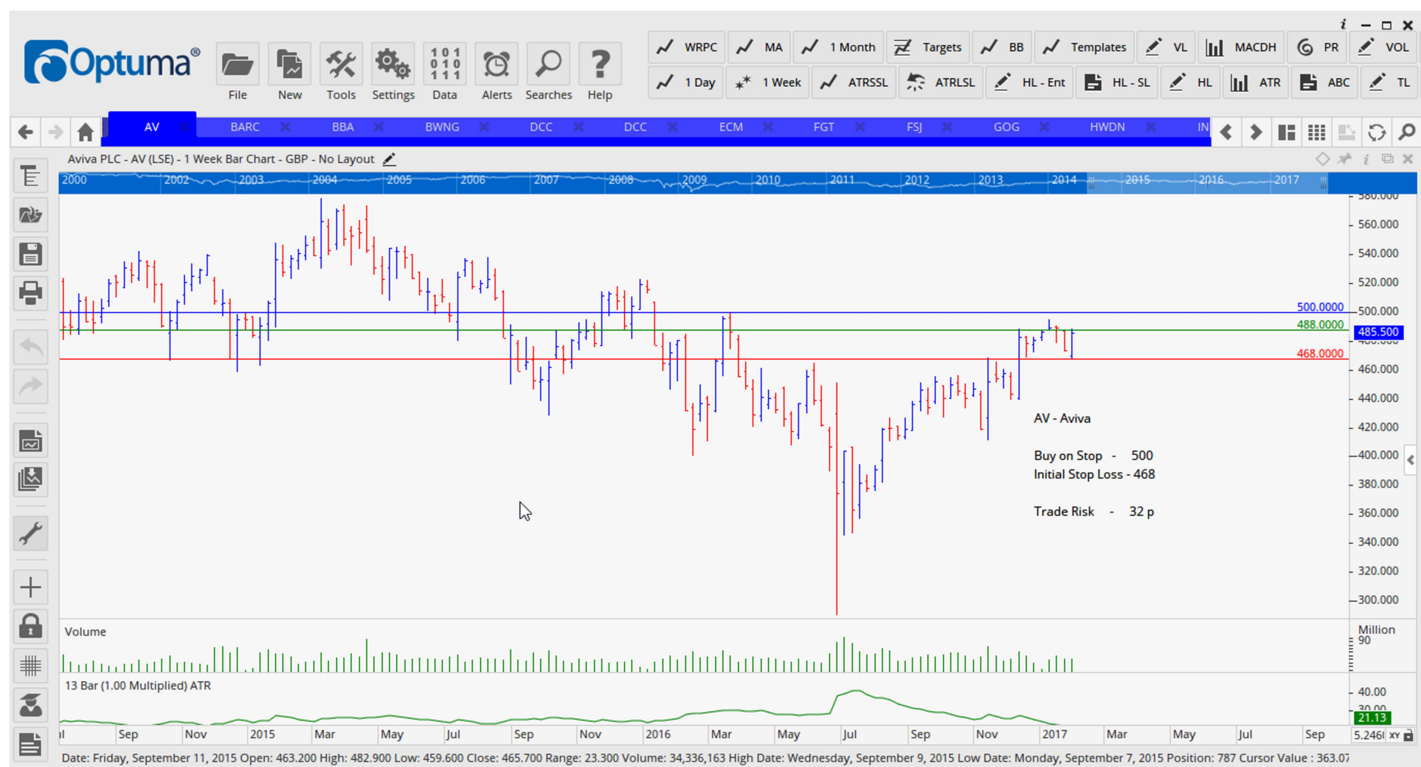 i
Optuma®
File New Tools Settings Data Alerts Searches Help
WRPC MA 1 Month Targets BB Templates VL MACDH PR VOL
1 Day 1 Week ATRSSL ATRLSL HL - Ent HL - SL HL ATR ABC TL
AV BARC BBA BWNG DCC DCC ECM FGT FSJ GOG HWDN IN
Aviva PLC - AV (LSE) - 1 Week Bar Chart - GBP - No Layout
2000 2002 2003 2004 2005 2006 2007 2008 2009 2010 2011 2012 2013 2014 2015 2016 2017
580.000
560.000
540.000
520.000
500.0000 500.000
488.0000
485.500
480.000
468.0000
460.000
440.000
AV - Aviva
420.000
Buy on Stop - 500
400.000
Initial Stop Loss - 468
380.000
Trade Risk - 32 p
360.000
340.000
320.000
300.000
Volume
Million
90
13 Bar (1.00 Multiplied) ATR
40.00
30.00
21.13
Sep Nov 2015 Mar May Jul Sep Nov 2016 Mar May Jul Sep Nov 2017 Mar May Jul Sep XY
Date: Friday, September 11, 2015 Open: 463.200 High: 482.900 Low: 459.600 Close: 465.700 Range: 23.300 Volume: 34,336,163 High Date: Wednesday, September 9, 2015 Low Date: Monday, September 7, 2015 Position: 787 Cursor Value : 363.07